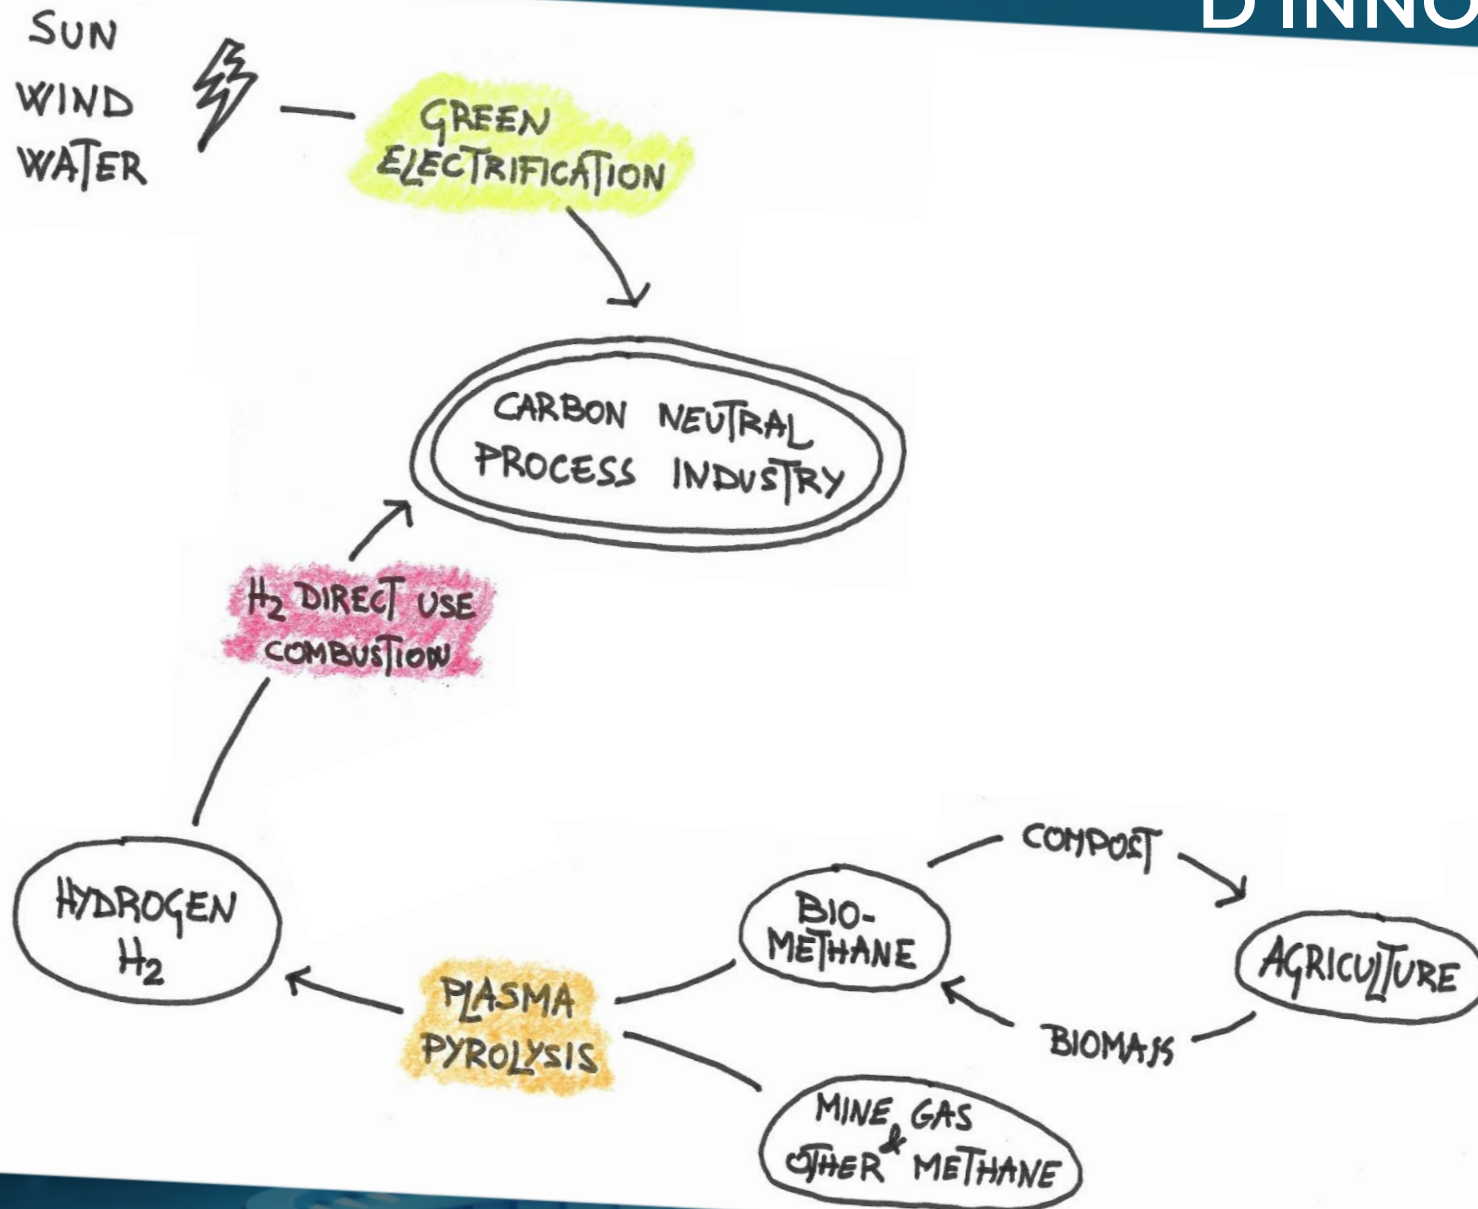 D'INNO
SUN
WIND
WATER
GREEN
ELECTRIFICATION
CARBON NEUTRAL
PROCESS INDUSTRY
H₂ DIRECT USE
COMBUSTION
HYDROGEN
H₂
PLASMA
PYROLYSIS
BIO-
METHANE
COMPOST
AGRICULTURE
BIOMASS
MINE GAS
&
OTHER METHANE